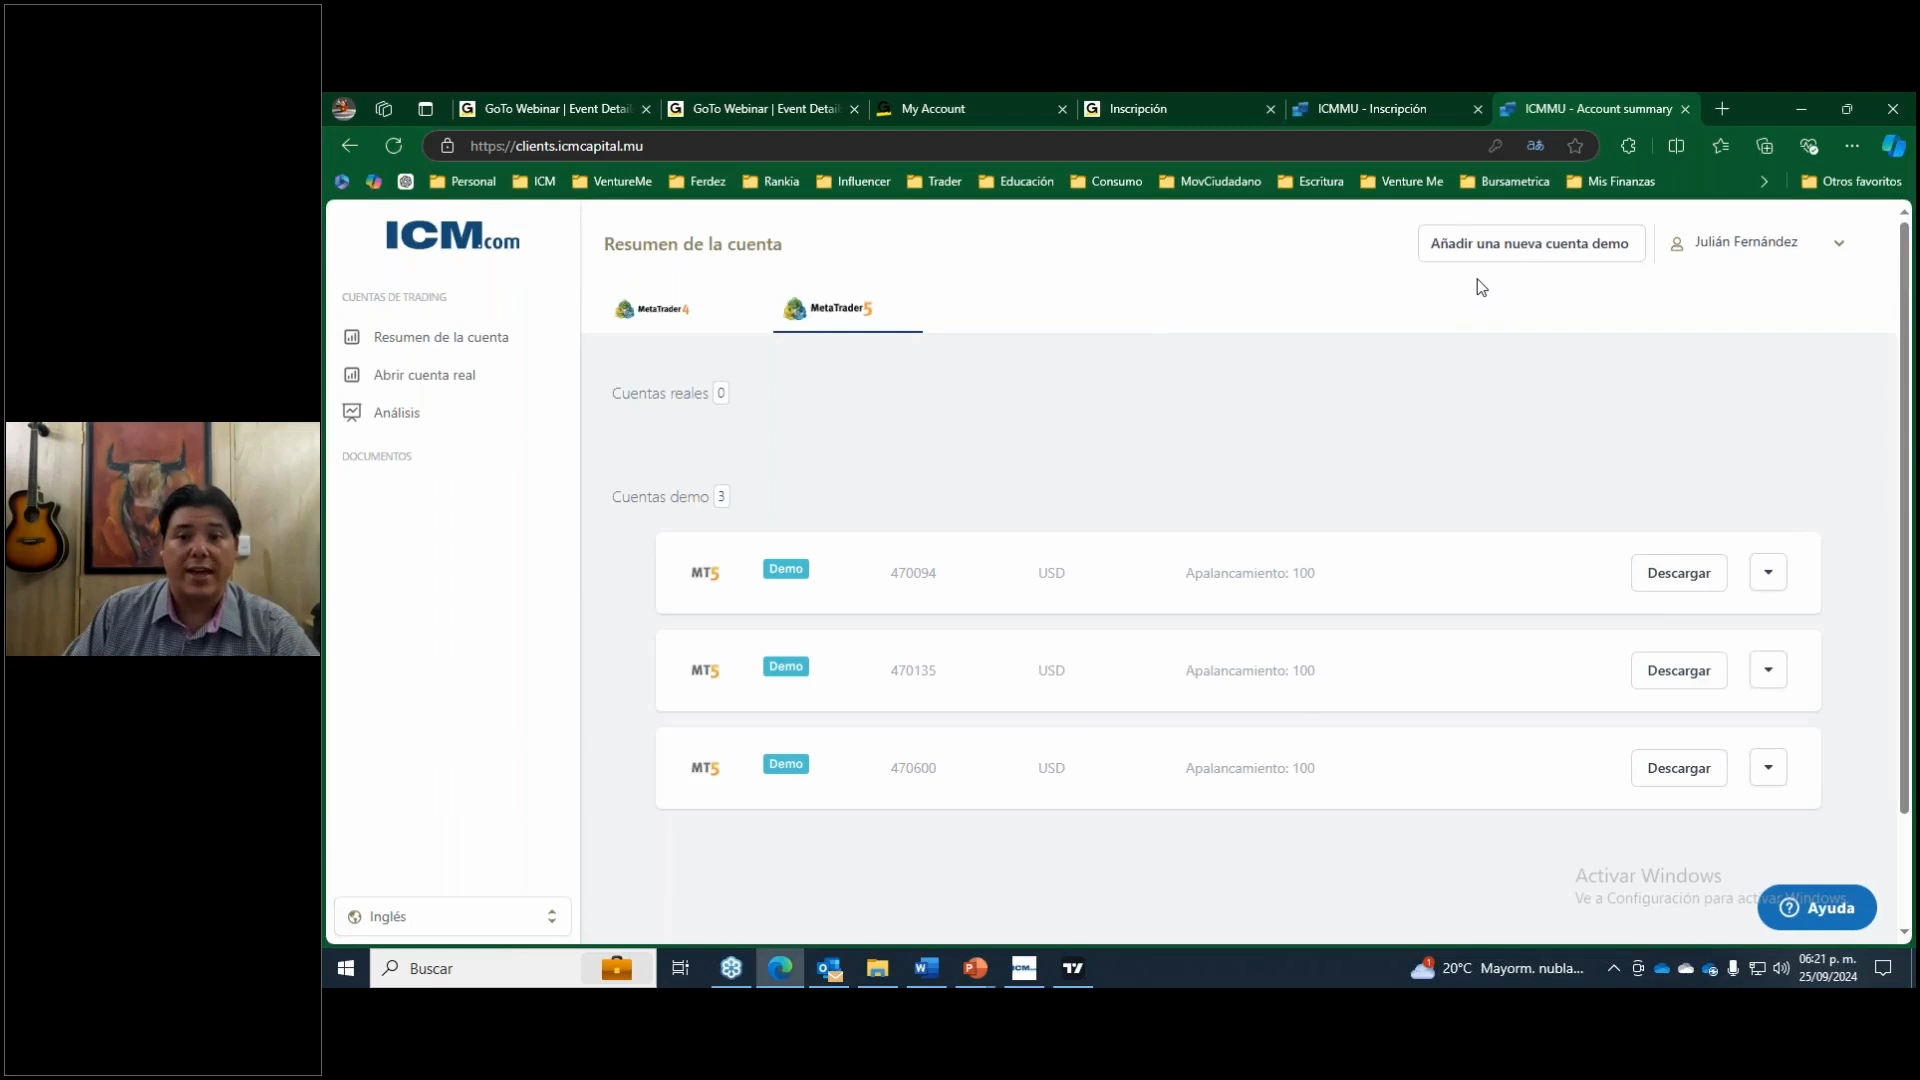 GoTo Webinar | Event Detail
GoTo Webinar | Event Detail
My Account
Inscripción
ICMMU - Inscripción
ICMMU - Account summary
https://clients.icmcapital.mu
Personal
ICM
VentureMe
Ferdez
Rankia
Influencer
Trader
Educación
Consumo
MovCiudadano
Escritura
Venture Me
Bursametrica
Mis Finanzas
Otros favoritos
ICM.com
Resumen de la cuenta
Añadir una nueva cuenta demo
Julián Fernández
CUENTAS DE TRADING
Resumen de la cuenta
Abrir cuenta real
Análisis
DOCUMENTOS
MetaTrader 4
MetaTrader 5
Cuentas reales 0
Cuentas demo 3
MT5 Demo 470094 USD Apalancamiento: 100 Descargar
MT5 Demo 470135 USD Apalancamiento: 100 Descargar
MT5 Demo 470600 USD Apalancamiento: 100 Descargar
Activar Windows
Ve a Configuración para activar Windows.
Ayuda
Inglés
Buscar
20°C Mayorm. nubla...
06:21 p. m.
25/09/2024